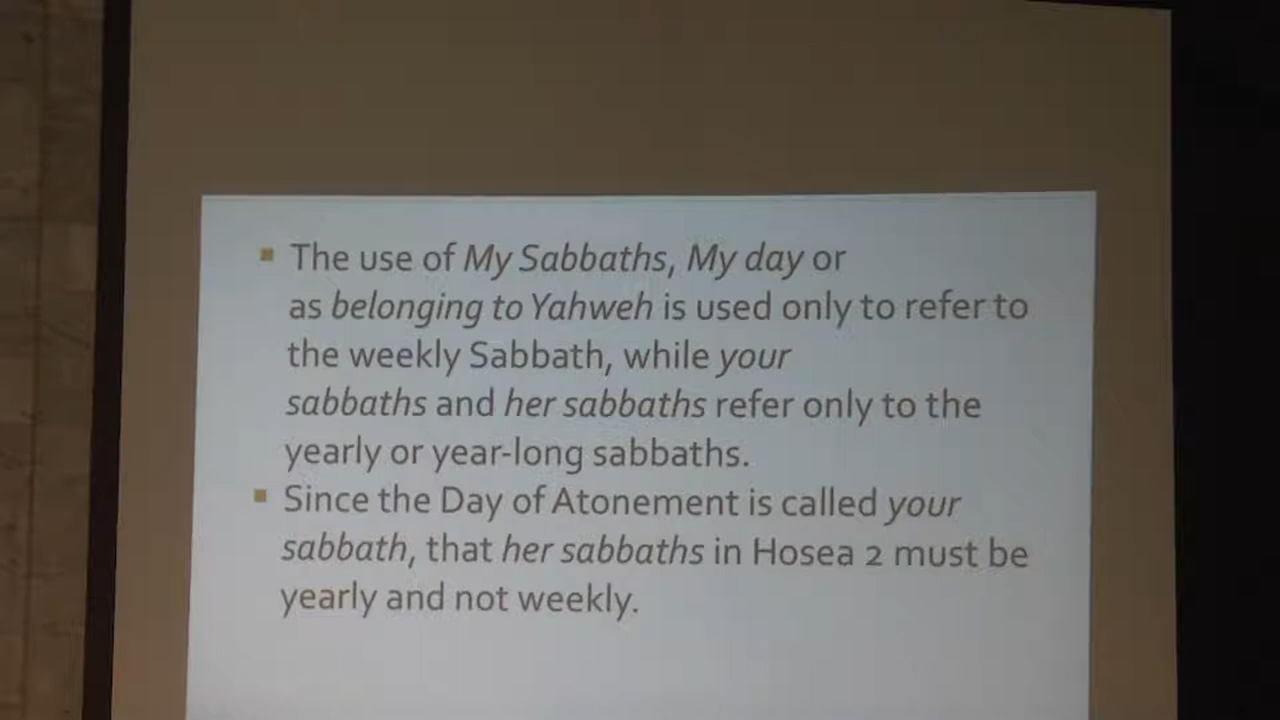 The use of My Sabbaths, My day or
as belonging to Yahweh is used only to refer to
the weekly Sabbath, while your
sabbaths and her sabbaths refer only to the
yearly or year-long sabbaths.
Since the Day of Atonement is called your
sabbath, that her sabbaths in Hosea 2 must be
yearly and not weekly.